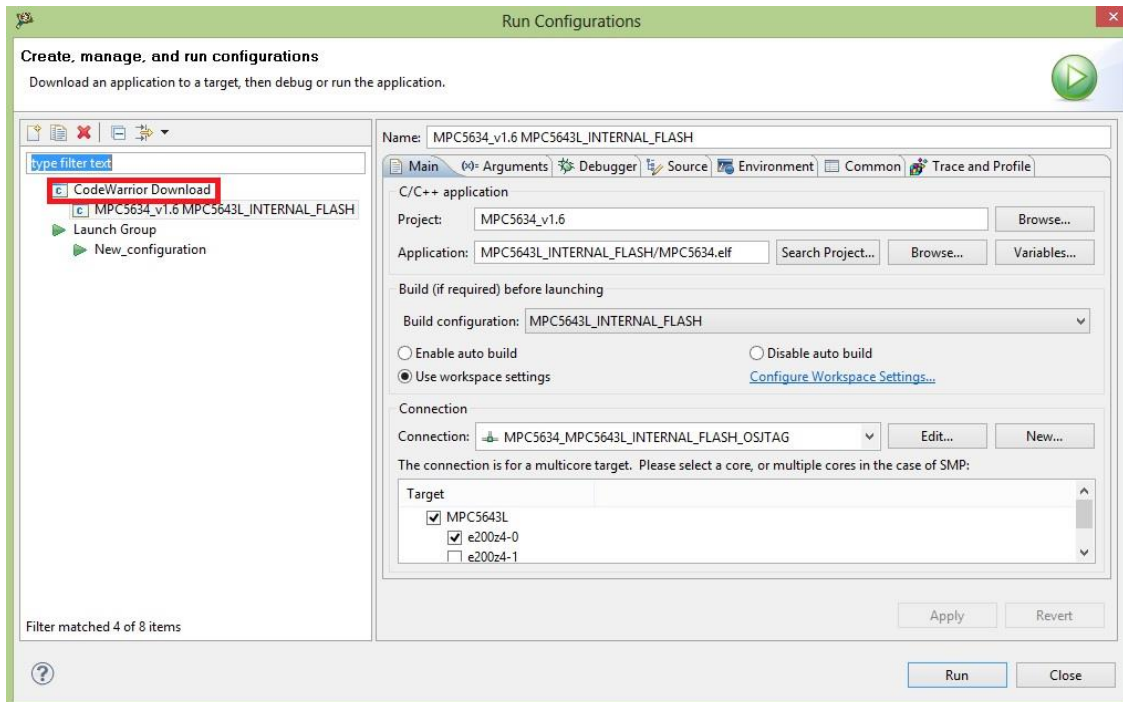 Run Configurations
Create, manage, and run configurations
Download an application to a target, then debug or run the application.
type filter text
CodeWarrior Download
MPC5634_v1.6 MPC5643L_INTERNAL_FLASH
Launch Group
New_configuration
Filter matched 4 of 8 items
Name: MPC5634_v1.6 MPC5643L_INTERNAL_FLASH
Main (x)= Arguments Debugger Source Environment Common Trace and Profile
C/C++ application
Project: MPC5634_v1.6 Browse...
Application: MPC5643L_INTERNAL_FLASH/MPC5634.elf Search Project... Browse... Variables...
Build (if required) before launching
Build configuration: MPC5643L_INTERNAL_FLASH
Enable auto build Disable auto build
Use workspace settings Configure Workspace Settings...
Connection
Connection: MPC5634_MPC5643L_INTERNAL_FLASH_OSJTAG Edit... New...
The connection is for a multicore target. Please select a core, or multiple cores in the case of SMP:
Target
MPC5643L
e200z4-0
e200z4-1
Apply Revert
Run Close